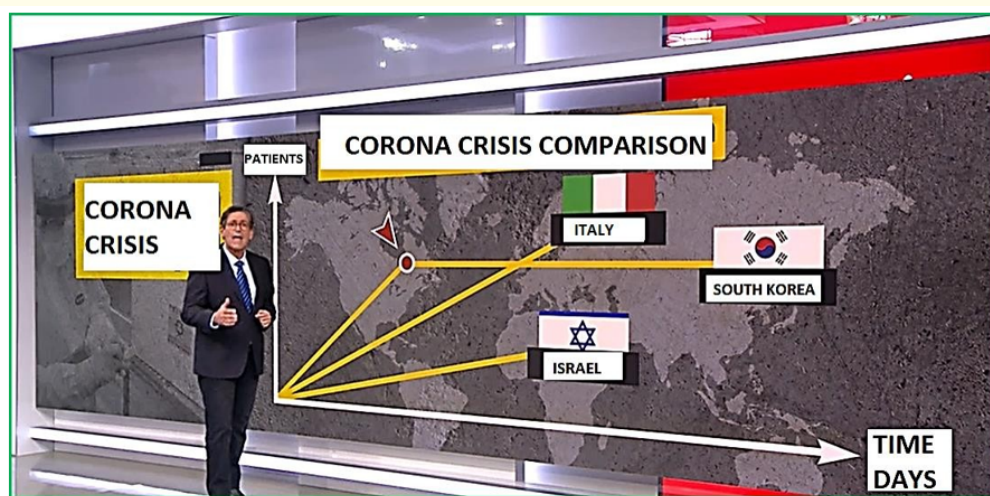 CORONA CRISIS COMPARISON
PATIENTS
CORONA
CRISIS
ITALY
SOUTH KOREA
ISRAEL
TIME
DAYS